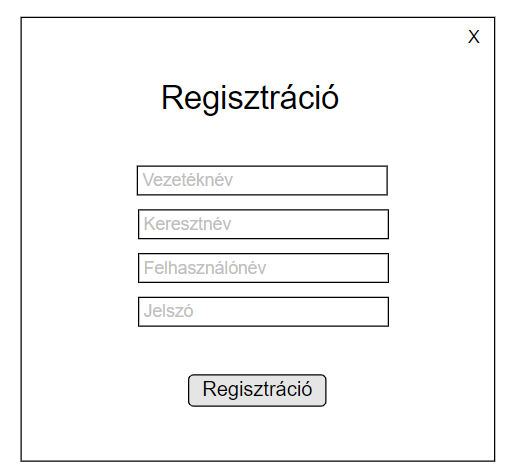 X
Regisztráció
Vezetéknév
Keresztnév
Felhasználónév
Jelszó
Regisztráció